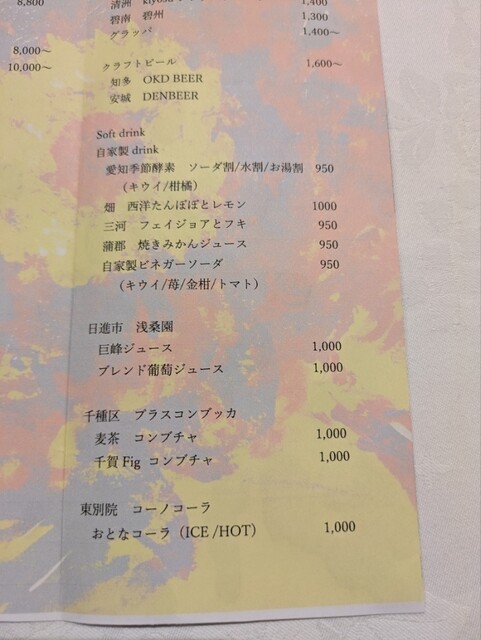 8,800
8,000～
10,000～
清洲 kiyos
1,400
碧南 碧州 1,300
グラッパ 1,400～
クラフトビール 1,600～
知多 OKD BEER
安城 DENBEER
Soft drink
自家製 drink
愛知季節酵素 ソーダ割/水割/お湯割 950
(キウイ/柑橘)
畑 西洋たんぽぽとレモン 1000
三河 フェイジョアとフキ 950
蒲郡 焼きみかんジュース 950
自家製ビネガーソーダ 950
(キウイ/苺/金柑/トマト)
日進市 浅桑園
巨峰ジュース 1,000
ブレンド葡萄ジュース 1,000
千種区 プラスコンブッカ
麦茶 コンブチャ 1,000
千賀 Fig コンブチャ 1,000
東別院 コーノコーラ
おとなコーラ（ICE /HOT） 1,000